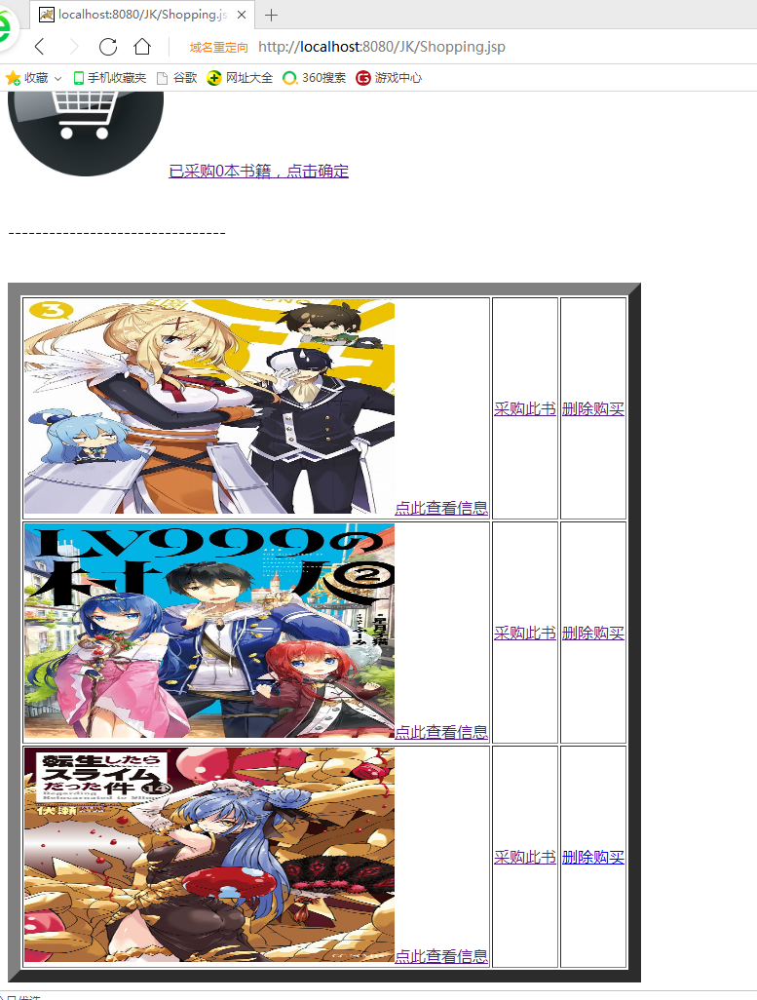 localhost:8080/JK/Shopping.js
域名重定向 http://localhost:8080/JK/Shopping.jsp
收藏 手机收藏夹 谷歌 网址大全 360搜索 游戏中心
已采购0本书籍，点击确定
--------------------------------
3
点此查看信息 采购此书 删除购买
LV999の
村人
2
点此查看信息 采购此书 删除购买
転生したら
スライム
だった件 14
Regarding
Reincarnated to Slime
伏瀬
点此查看信息 采购此书 删除购买